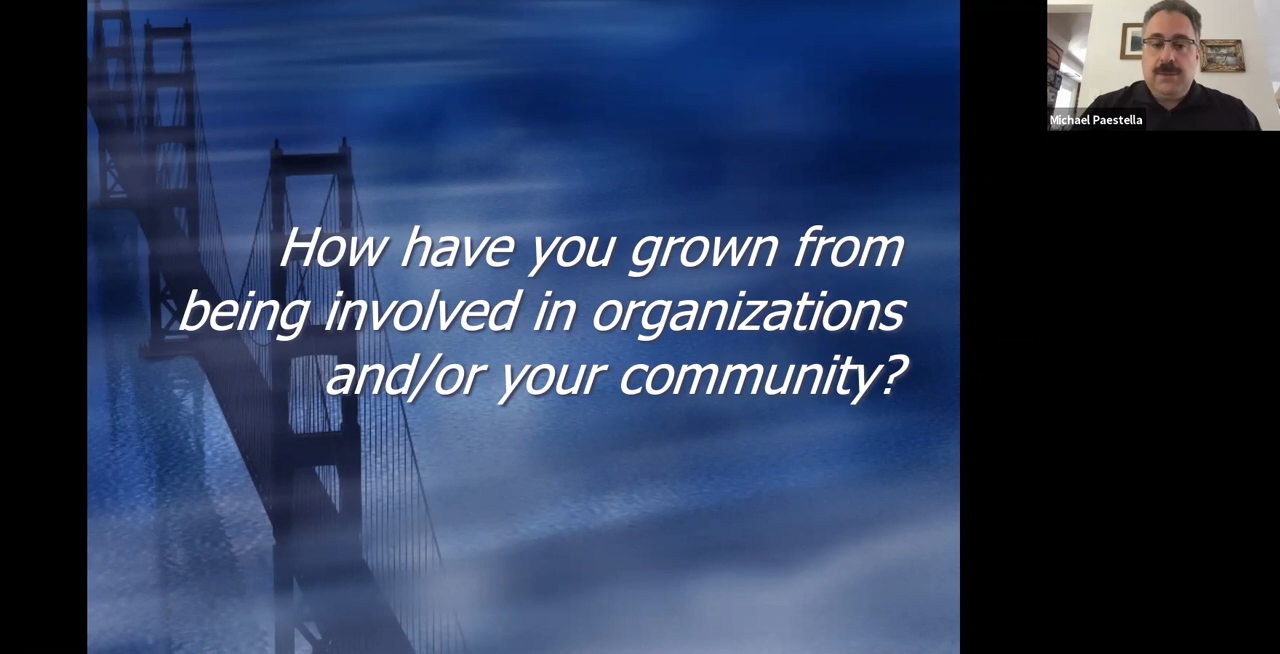 How have you grown from
being involved in organizations
and/or your community?
Michael Paestella